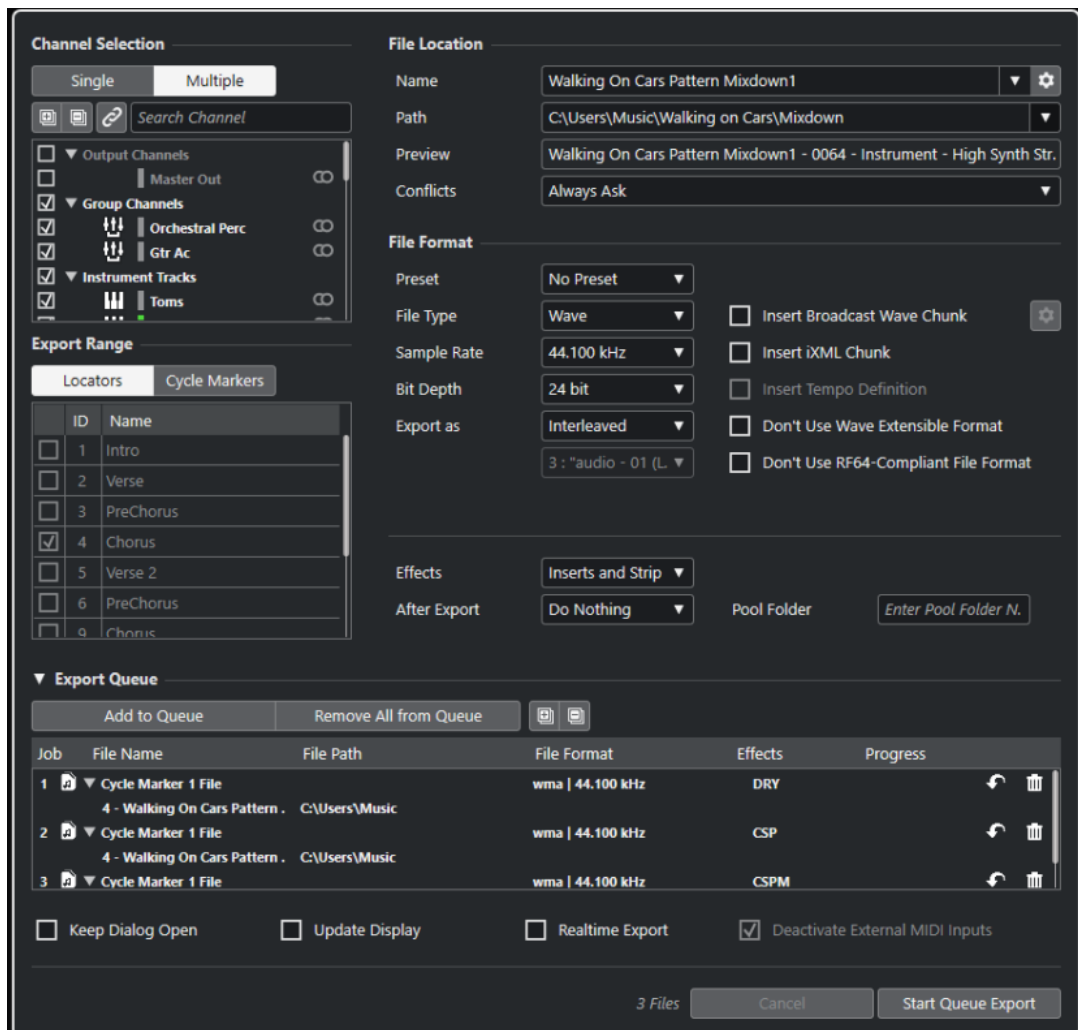 Channel Selection
Single
Multiple
Search Channel
Output Channels
Master Out
Group Channels
Orchestral Perc
Gtr Ac
Instrument Tracks
Toms
Export Range
Locators
Cycle Markers
ID Name
1 Intro
2 Verse
3 PreChorus
4 Chorus
5 Verse 2
6 PreChorus
9 Chorus
File Location
Name Walking On Cars Pattern Mixdown1
Path C:\Users\Music\Walking on Cars\Mixdown
Preview Walking On Cars Pattern Mixdown1 - 0064 - Instrument - High Synth Str.
Conflicts Always Ask
File Format
Preset No Preset
File Type Wave Insert Broadcast Wave Chunk
Sample Rate 44.100 kHz Insert iXML Chunk
Bit Depth 24 bit Insert Tempo Definition
Export as Interleaved Don't Use Wave Extensible Format
3 : "audio - 01 (L. Don't Use RF64-Compliant File Format
Effects Inserts and Strip
After Export Do Nothing Pool Folder Enter Pool Folder N.
Export Queue
Add to Queue Remove All from Queue
Job File Name File Path File Format Effects Progress
1 Cycle Marker 1 File wma | 44.100 kHz DRY
4 - Walking On Cars Pattern . C:\Users\Music
2 Cycle Marker 1 File wma | 44.100 kHz CSP
4 - Walking On Cars Pattern . C:\Users\Music
3 Cycle Marker 1 File wma | 44.100 kHz CSPM
Keep Dialog Open Update Display Realtime Export Deactivate External MIDI Inputs
3 Files Cancel Start Queue Export